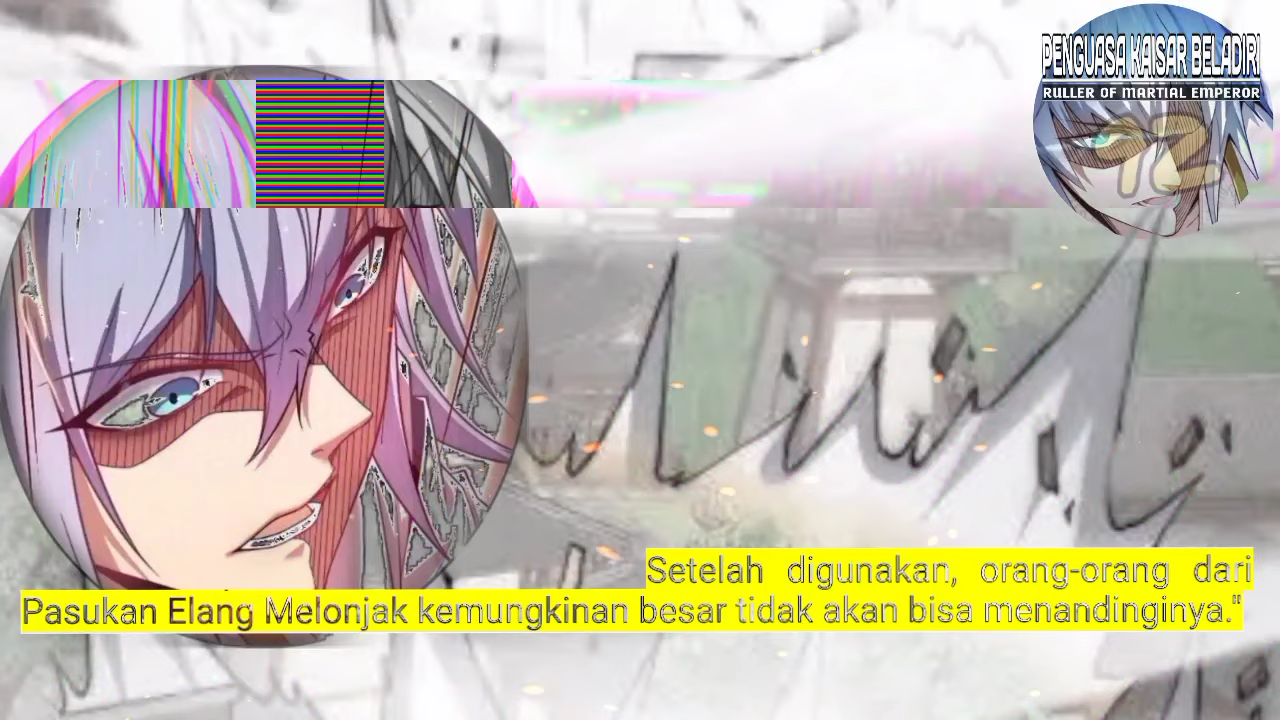 PENGUASA KAISAR BELADIRI
RULLER OF MARTIAL EMPEROR
Setelah digunakan, orang-orang dari
Pasukan Elang Melonjak kemungkinan besar tidak akan bisa menandinginya."